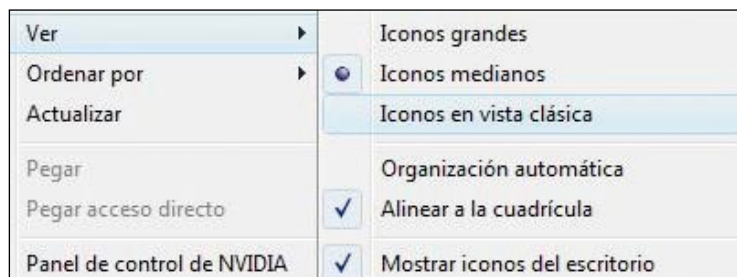 Ver
Ordenar por
Actualizar
Pegar
Pegar acceso directo
Panel de control de NVIDIA
Iconos grandes
Iconos medianos
Iconos en vista clásica
Organización automática
Alinear a la cuadrícula
Mostrar iconos del escritorio